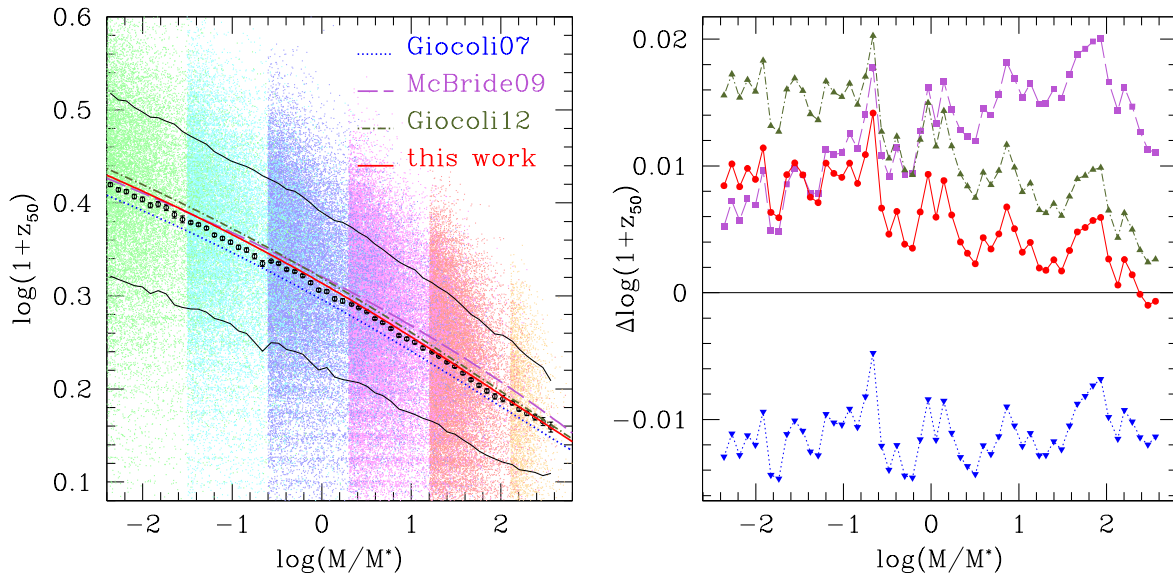 0.6
0.5
0.4
0.3
0.2
0.1
log(1+z50)
Giocoli07
McBride09
Giocoli12
this work
−2
−1
0
1
2
log(M/M*)
0.02
0.01
0
−0.01
Δlog(1+z50)
−2
−1
0
1
2
log(M/M*)